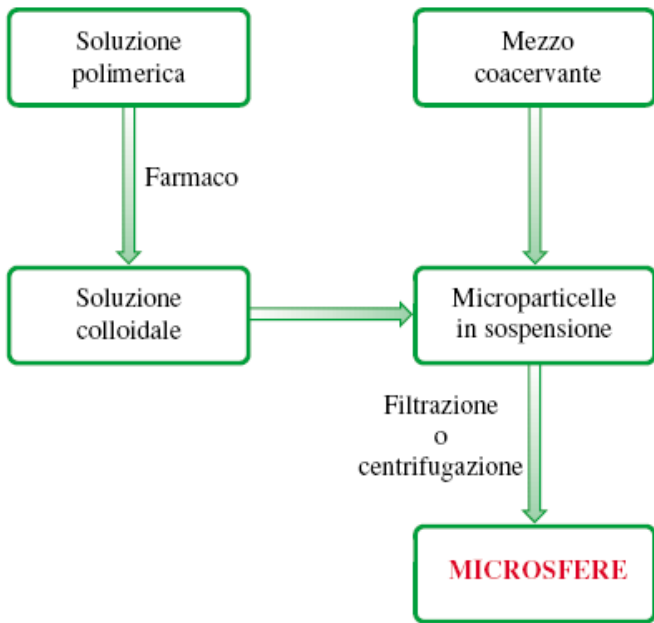 Soluzione
polimerica
Mezzo
coacervante
Farmaco
Soluzione
colloidale
Microparticelle
in sospensione
Filtrazione
o
centrifugazione
MICROSFERE